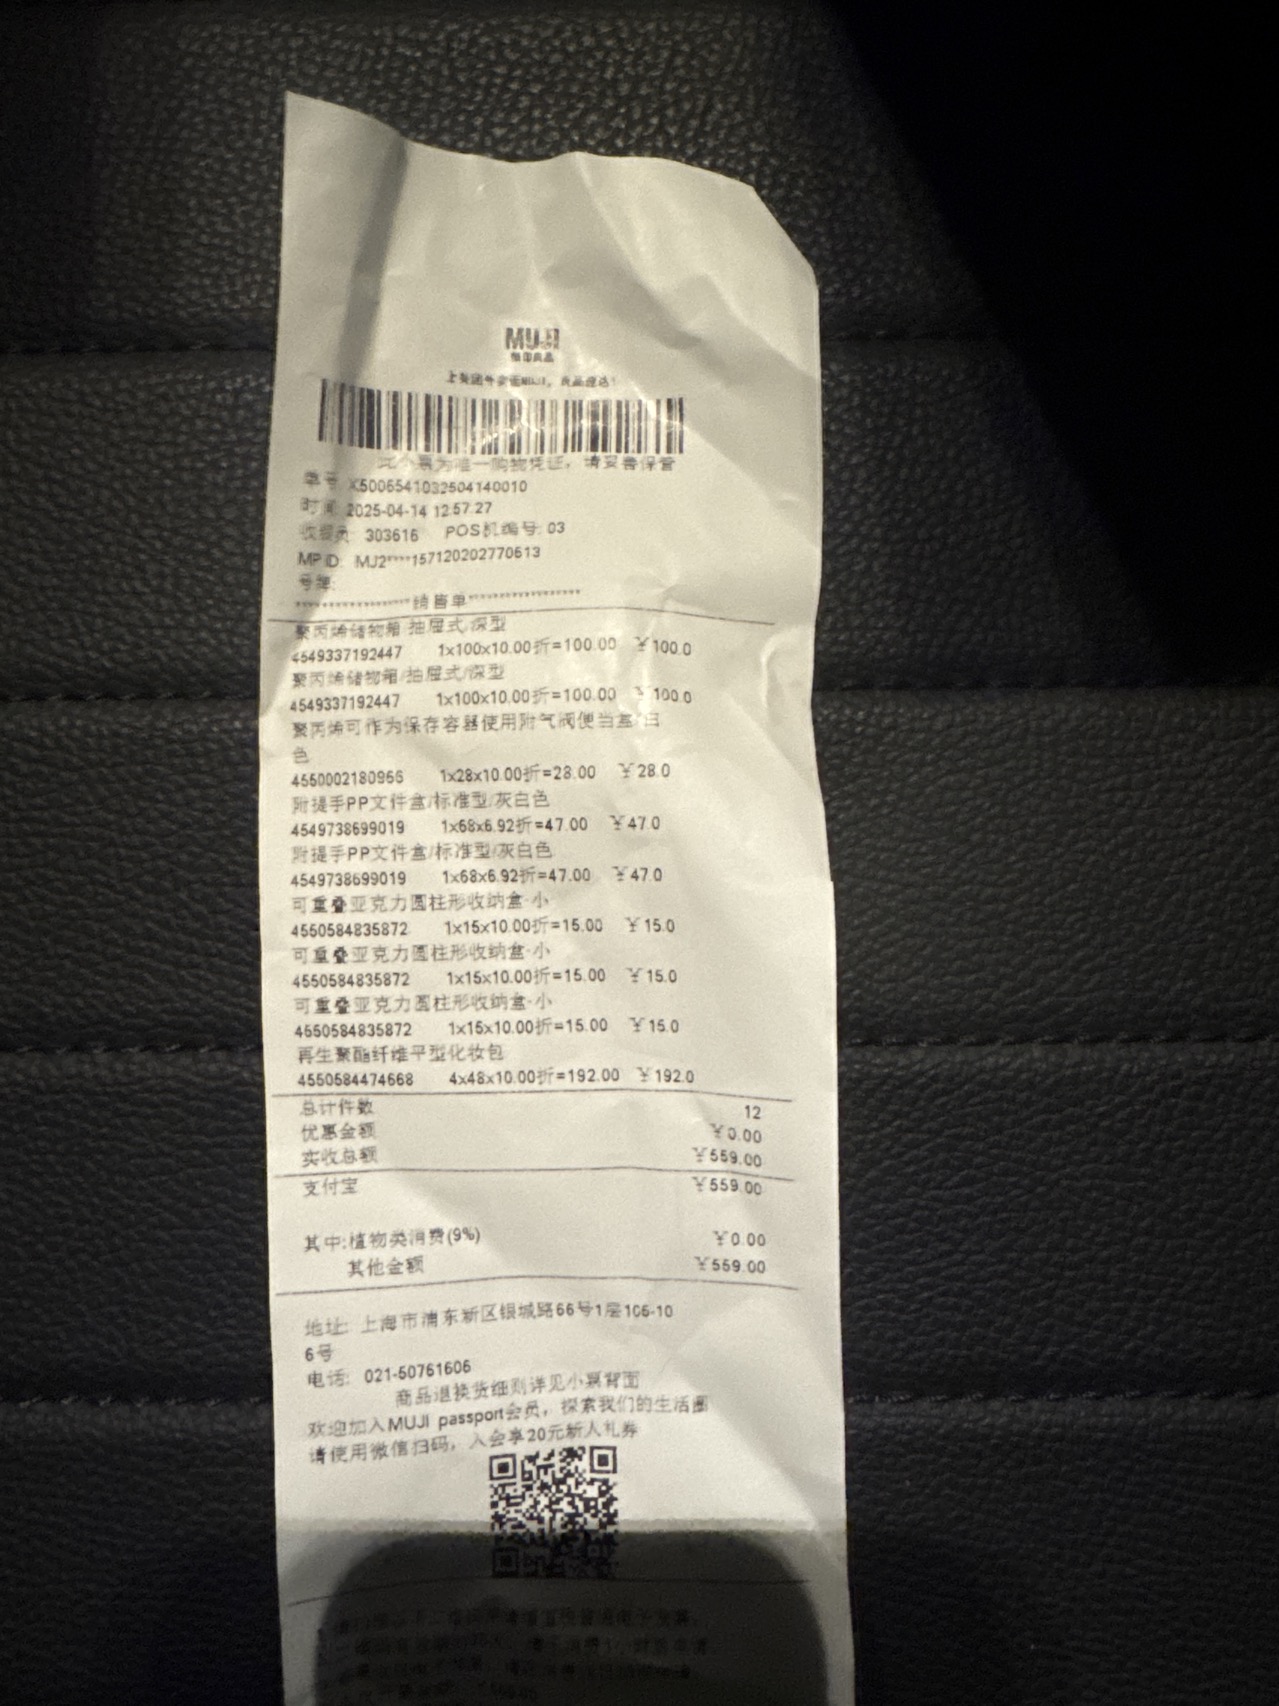 MUJI
无印良品
上美团外卖搜MUJI，良品速达！
此小票为唯一购物凭证，请妥善保管
单号: X5006541032504140010
时间: 2025-04-14 12:57:27
收银员: 303616 POS机编号: 03
MPID: MJ2****157120202770613
号牌:
销售单
聚丙烯储物箱/抽屉式/深型
4549337192447 1x100x10.00折=100.00 ￥100.0
聚丙烯储物箱/抽屉式/深型
4549337192447 1x100x10.00折=100.00 ￥100.0
聚丙烯可作为保存容器使用附气阀便当盒/白
色
4550002180966 1x28x10.00折=28.00 ￥28.0
附提手PP文件盒/标准型/灰白色
4549738699019 1x68x6.92折=47.00 ￥47.0
附提手PP文件盒/标准型/灰白色
4549738699019 1x68x6.92折=47.00 ￥47.0
可重叠亚克力圆柱形收纳盒·小
4550584835872 1x15x10.00折=15.00 ￥15.0
可重叠亚克力圆柱形收纳盒·小
4550584835872 1x15x10.00折=15.00 ￥15.0
可重叠亚克力圆柱形收纳盒·小
4550584835872 1x15x10.00折=15.00 ￥15.0
再生聚酯纤维平型化妆包
4550584474668 4x48x10.00折=192.00 ￥192.0
总计件数 12
优惠金额 ￥0.00
实收总额 ￥559.00
支付宝 ￥559.00
其中:植物类消费(9%) ￥0.00
其他金额 ￥559.00
地址: 上海市浦东新区银城路66号1层105-10
6号
电话: 021-50761606
商品退换货细则详见小票背面
欢迎加入MUJI passport会员，探索我们的生活圈
请使用微信扫码，入会享20元新人礼券